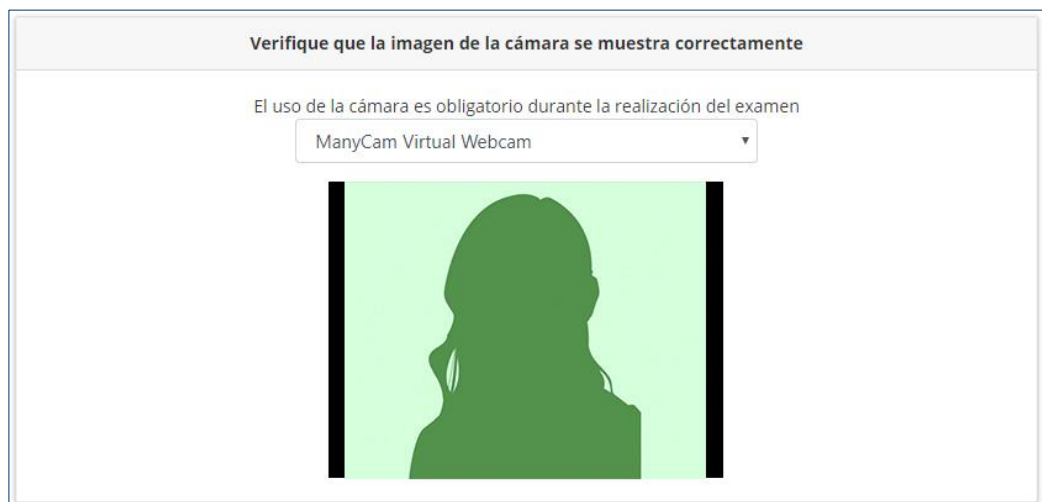 Verifique que la imagen de la cámara se muestra correctamente
El uso de la cámara es obligatorio durante la realización del examen
ManyCam Virtual Webcam